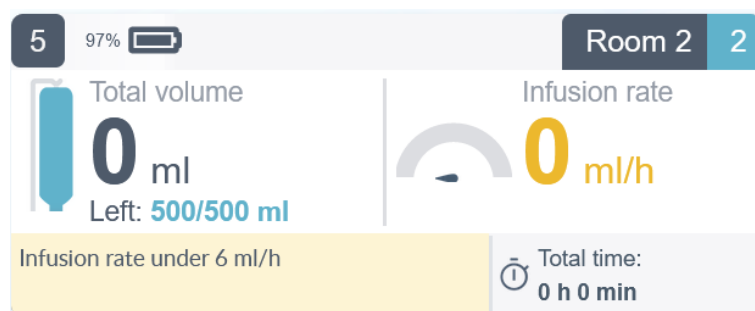 5 97% Room 2 2
Total volume Infusion rate
0 ml 0 ml/h
Left: 500/500 ml
Infusion rate under 6 ml/h Total time:
0 h 0 min